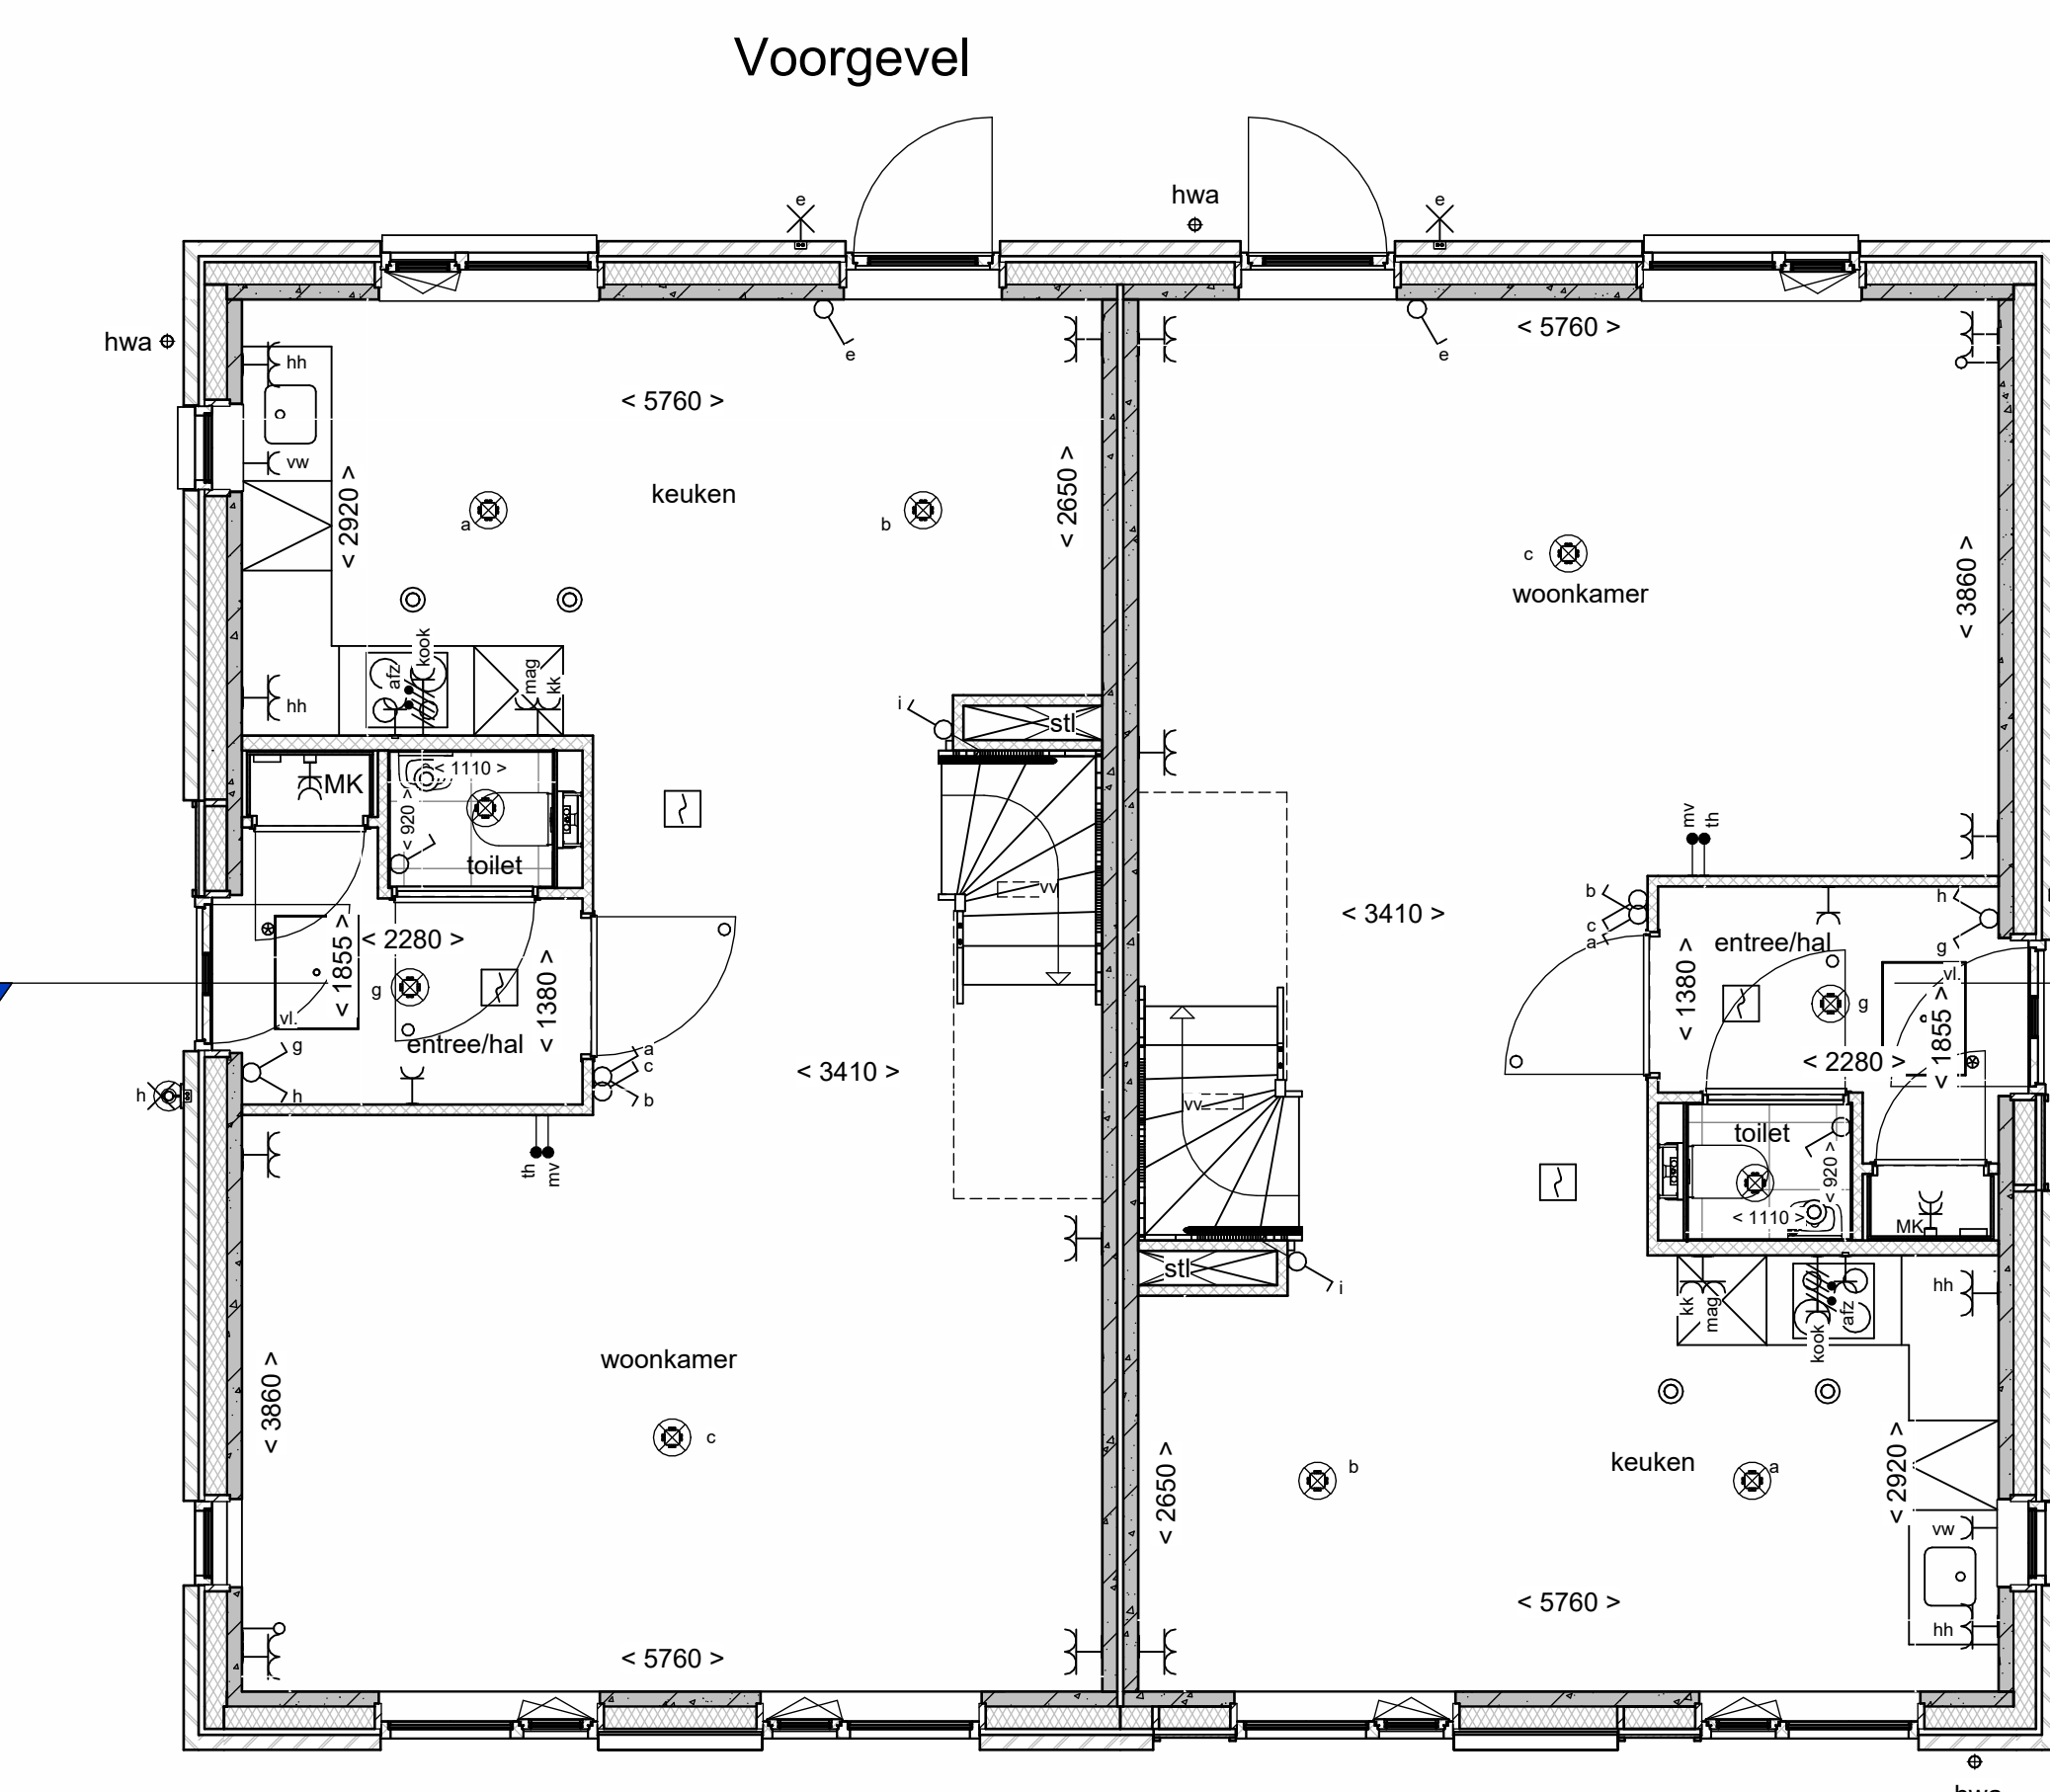 Voorgevel
e
hwa
e
hwa
e
e
< 5760 >
hh
< 5760 >
vw
< 2920 >
keuken
< 2650 >
a
b
c
woonkamer
< 3860 >
afz
kook
mag
kk
hh
i
stl
MK
< 1110 >
< 920 >
toilet
vv
mv
th
< 3410 >
b
c
a
h
g
entree/hal
< 1855 >
< 2280 >
g
< 1380 >
vl.
entree/hal
g
h
h
a
c
b
< 3410 >
< 1380 >
g
vl.
< 2280 >
< 1855 >
vv
toilet
< 920 >
< 1110 >
MK
th
mv
stl
i
kk
mag
kook
afz
hh
woonkamer
< 3860 >
c
b
keuken
a
< 2650 >
< 2920 >
vw
hh
< 5760 >
< 5760 >
hwa